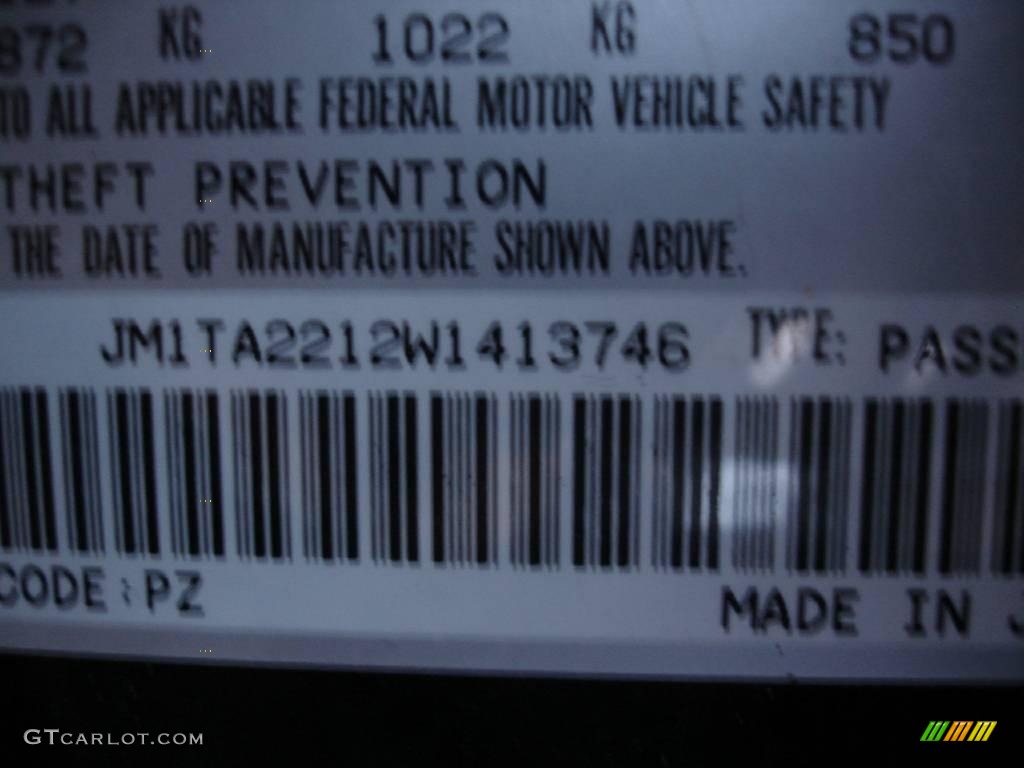 872 KG 1022 KG 850
TO ALL APPLICABLE FEDERAL MOTOR VEHICLE SAFETY
THEFT PREVENTION
THE DATE OF MANUFACTURE SHOWN ABOVE.
JM1TA2212W1413746 TYPE: PASS
CODE: PZ MADE IN J
GTCARLOT.COM